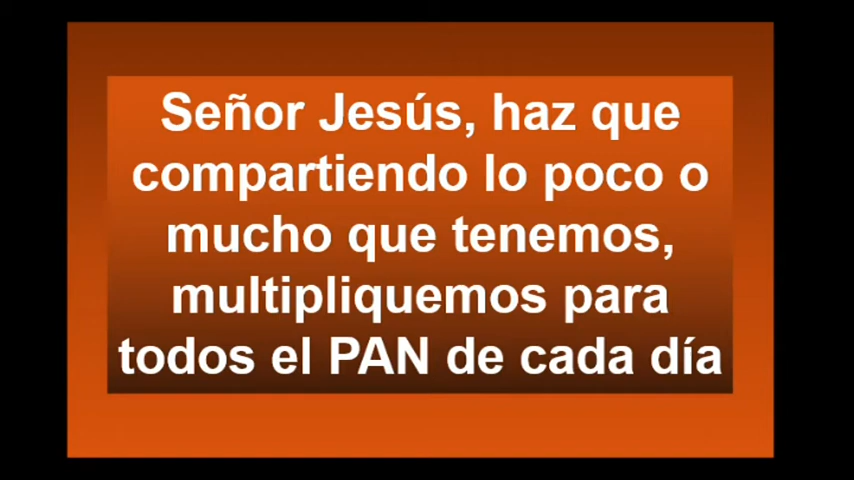 Señor Jesús, haz que
compartiendo lo poco o
mucho que tenemos,
multipliquemos para
todos el PAN de cada día